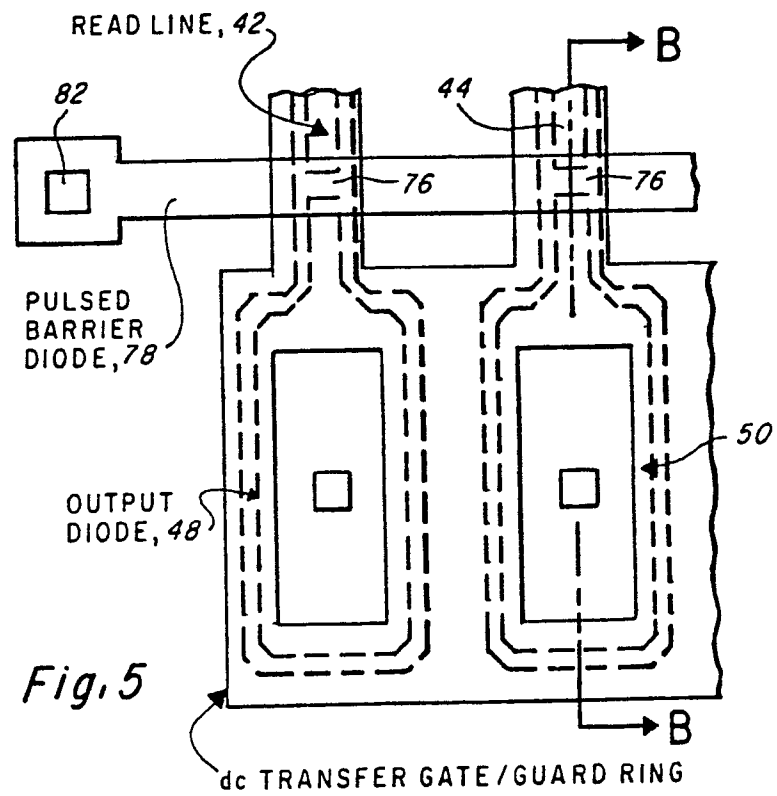 READ LINE, 42
B
82
44
76
76
PULSED
BARRIER
DIODE, 78
50
OUTPUT
DIODE, 48
Fig. 5
B
dc TRANSFER GATE/GUARD RING